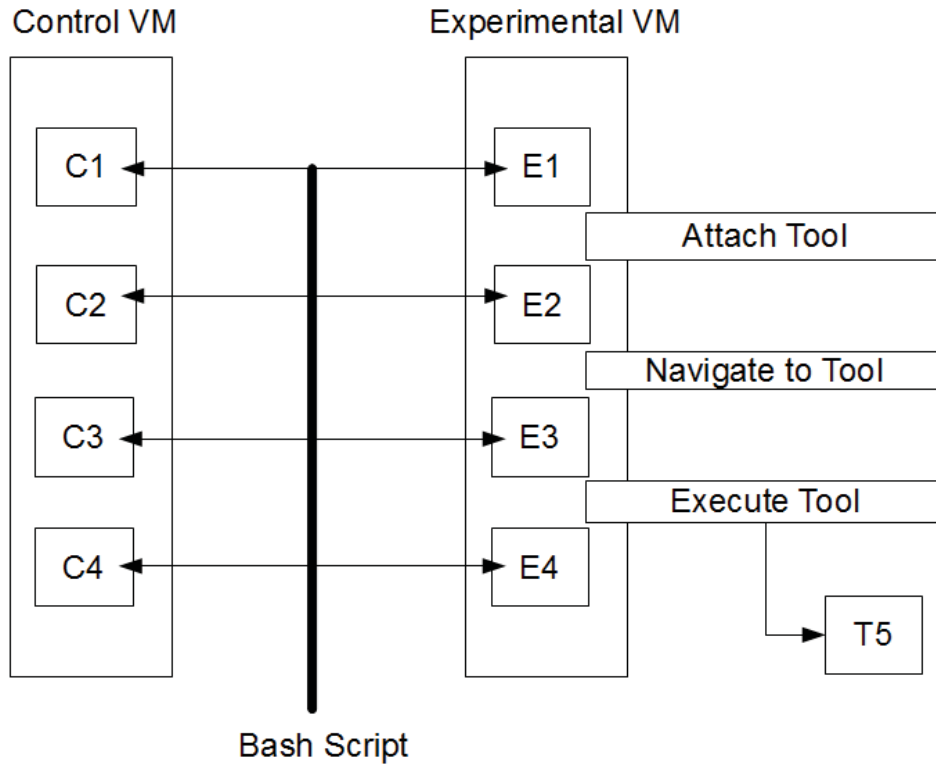 Control VM
Experimental VM
C1
E1
Attach Tool
C2
E2
Navigate to Tool
C3
E3
Execute Tool
C4
E4
T5
Bash Script